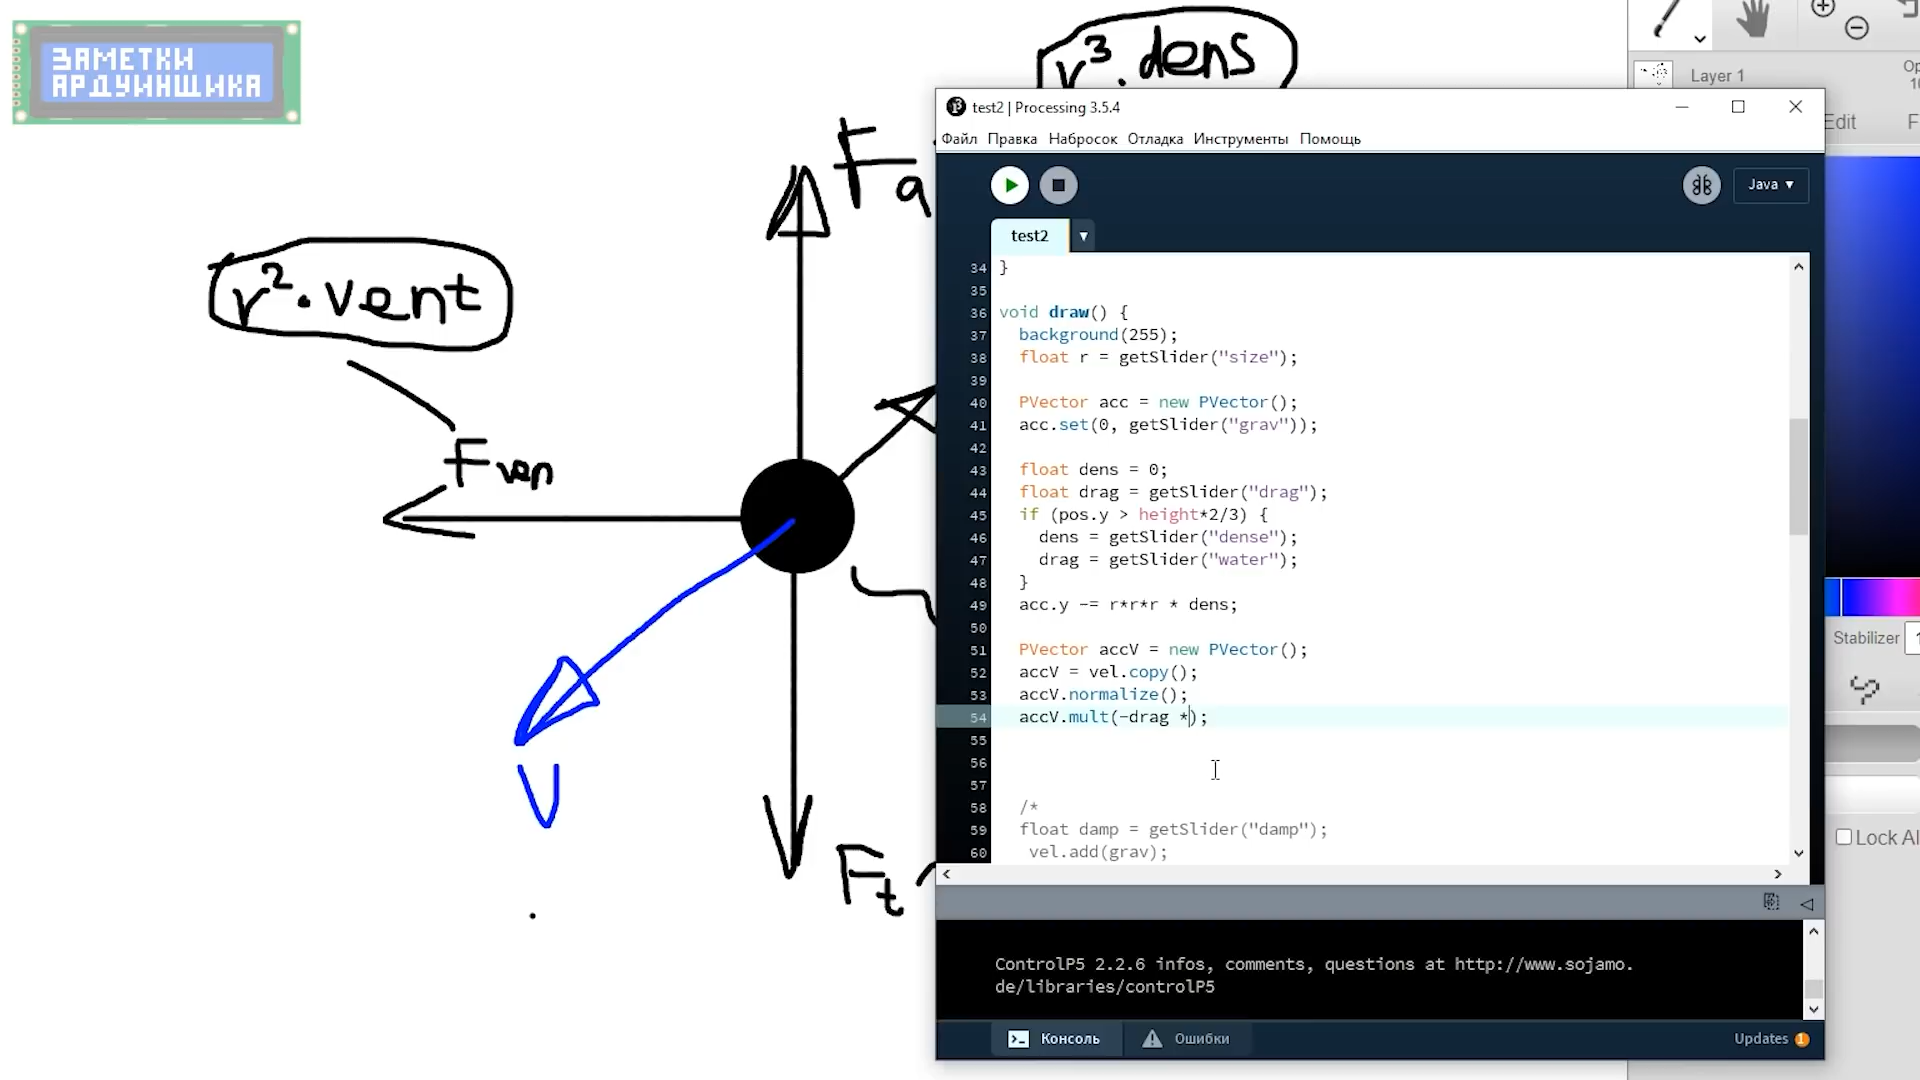 ЗАМЕТКИ
АРДУИНЩИКА
r³.dens
Fa
r²·vent
Fven
V
Ft
Layer 1
Edit
Stabilizer
test2 | Processing 3.5.4
Файл Правка Набросок Отладка Инструменты Помощь
Java ▼
test2 ▼
34 }
35
36 void draw() {
37 background(255);
38 float r = getSlider("size");
39
40 PVector acc = new PVector();
41 acc.set(0, getSlider("grav"));
42
43 float dens = 0;
44 float drag = getSlider("drag");
45 if (pos.y > height*2/3) {
46 dens = getSlider("dense");
47 drag = getSlider("water");
48 }
49 acc.y -= r*r*r * dens;
50
51 PVector accV = new PVector();
52 accV = vel.copy();
53 accV.normalize();
54 accV.mult(-drag *);
55
56
57
58 /*
59 float damp = getSlider("damp");
60 vel.add(grav);
ControlP5 2.2.6 infos, comments, questions at http://www.sojamo.
de/libraries/controlP5
Консоль Ошибки Updates 1